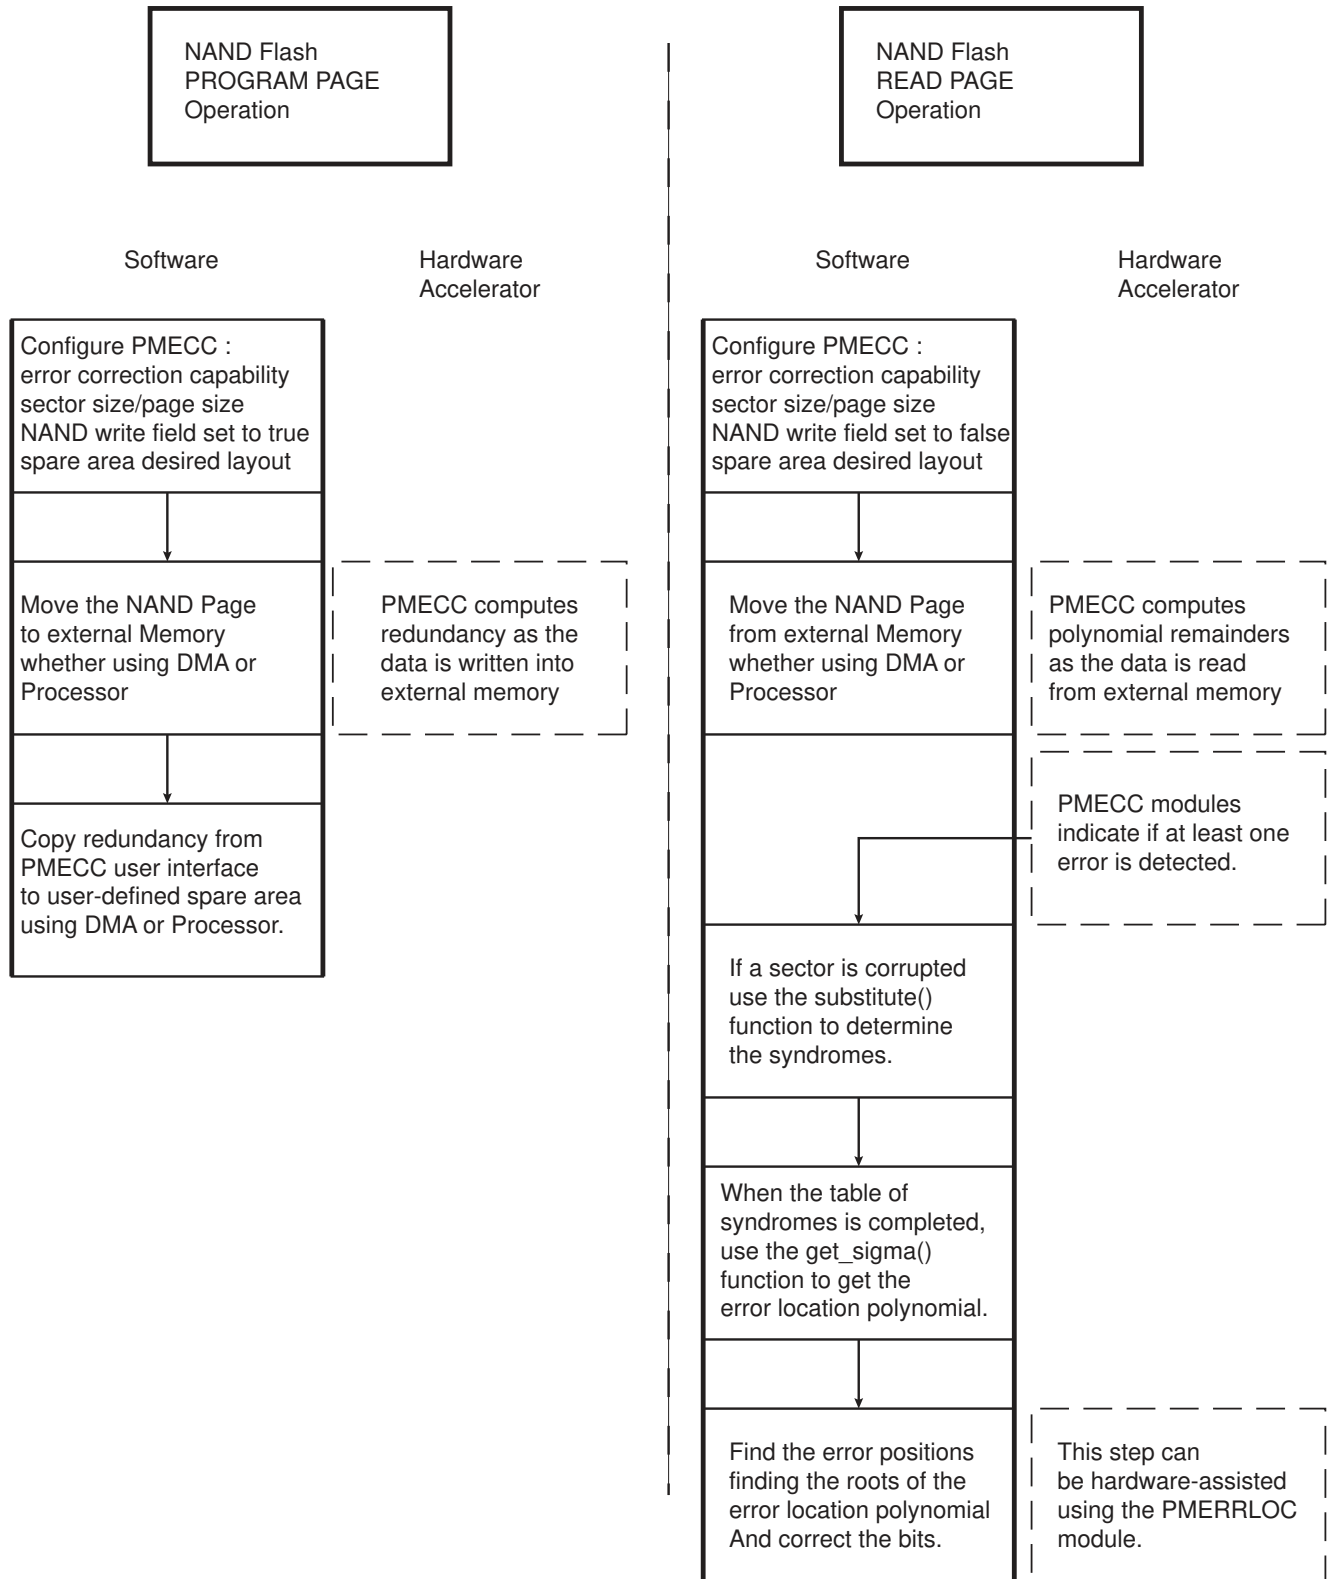 NAND Flash
PROGRAM PAGE
Operation
Software
Hardware
Accelerator
Configure PMECC :
error correction capability
sector size/page size
NAND write field set to true
spare area desired layout
Move the NAND Page
to external Memory
whether using DMA or
Processor
PMECC computes
redundancy as the
data is written into
external memory
Copy redundancy from
PMECC user interface
to user-defined spare area
using DMA or Processor.
NAND Flash
READ PAGE
Operation
Software
Hardware
Accelerator
Configure PMECC :
error correction capability
sector size/page size
NAND write field set to false
spare area desired layout
Move the NAND Page
from external Memory
whether using DMA or
Processor
PMECC computes
polynomial remainders
as the data is read
from external memory
PMECC modules
indicate if at least one
error is detected.
If a sector is corrupted
use the substitute()
function to determine
the syndromes.
When the table of
syndromes is completed,
use the get_sigma()
function to get the
error location polynomial.
Find the error positions
finding the roots of the
error location polynomial
And correct the bits.
This step can
be hardware-assisted
using the PMERRLOC
module.